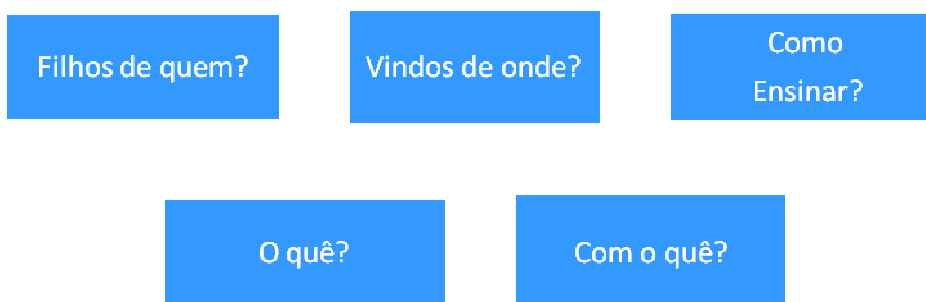 Filhos de quem?
Vindos de onde?
Como
Ensinar?
O quê?
Com o quê?